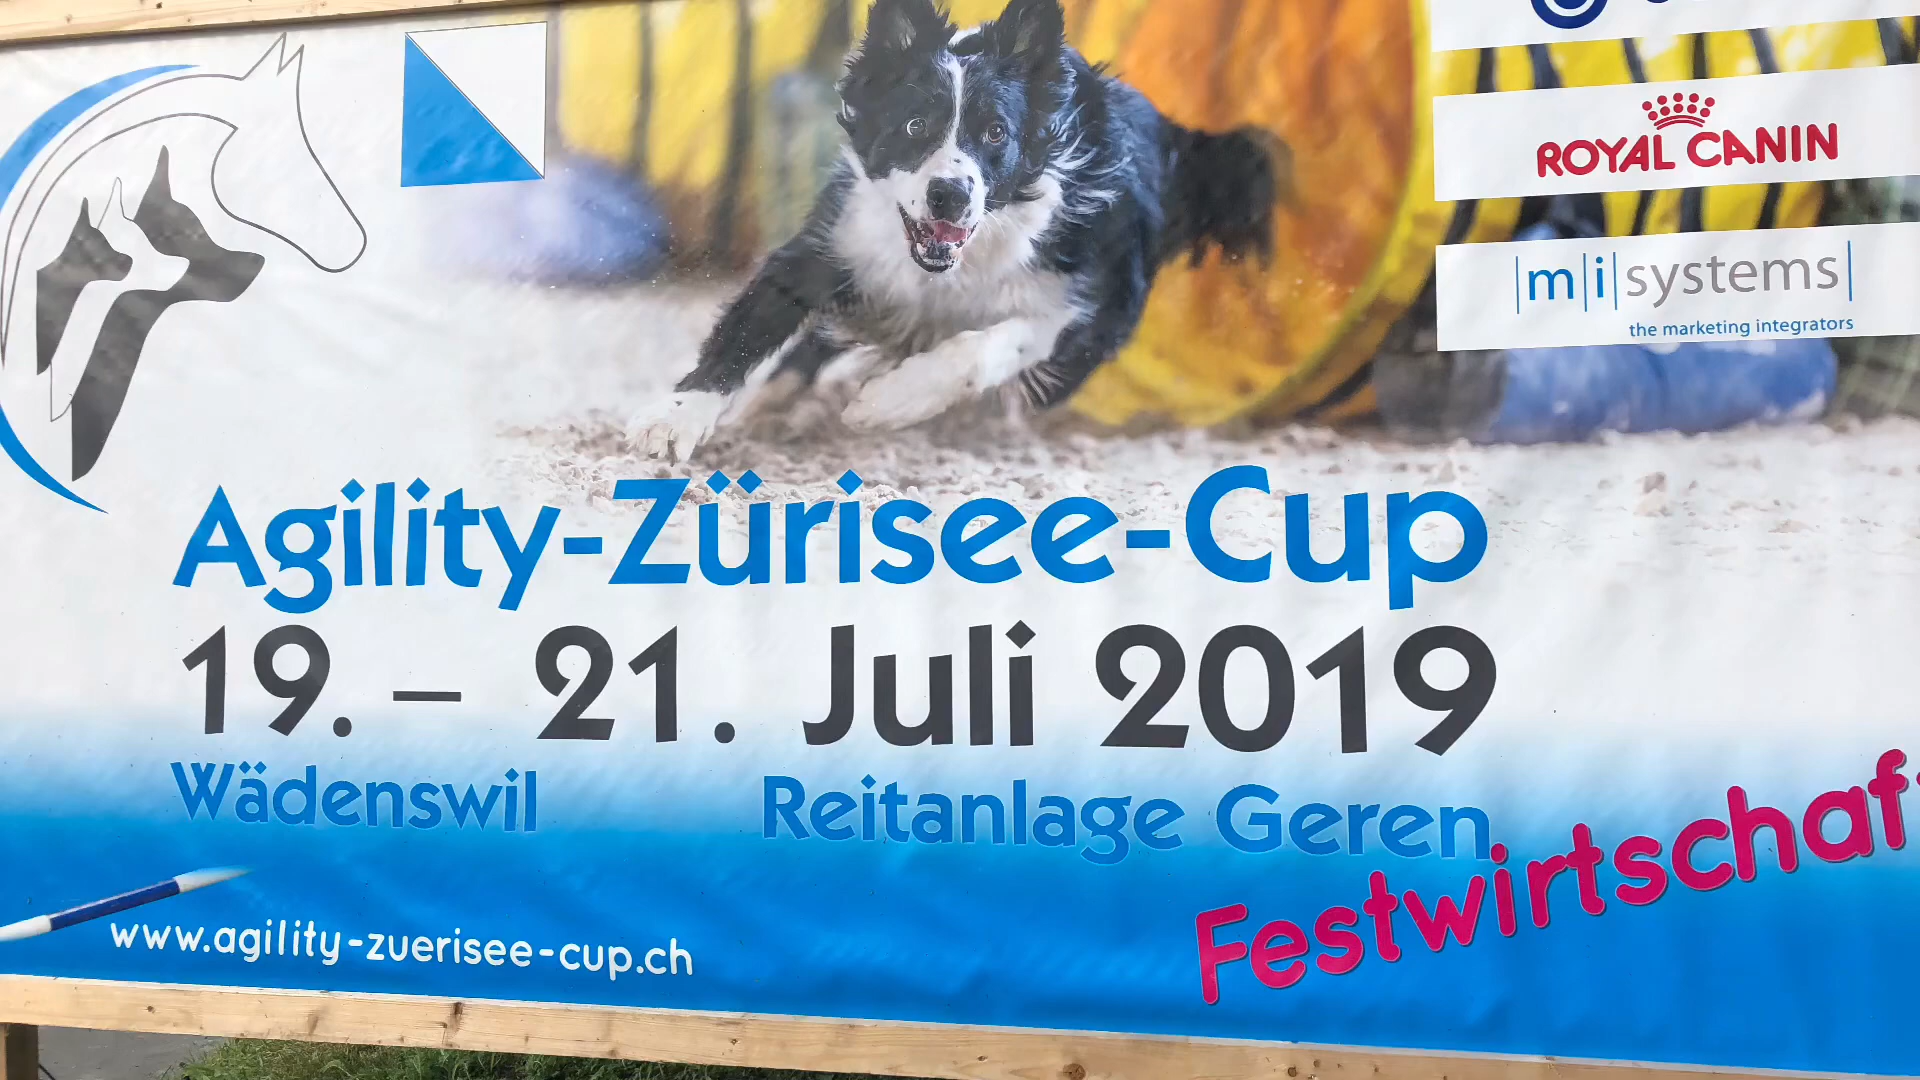 ROYAL CANIN
|m|i|systems|
the marketing integrators
Agility-Zürisee-Cup
19. – 21. Juli 2019
Wädenswil Reitanlage Geren
Festwirtschaf
www.agility-zuerisee-cup.ch